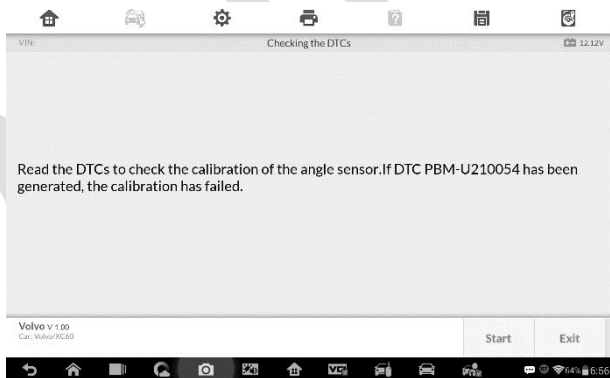 VIN:
Checking the DTCs
12.12V
Read the DTCs to check the calibration of the angle sensor.If DTC PBM-U210054 has been
generated, the calibration has failed.
Volvo V 1.00
Car: Volvo/XC60
Start
Exit
VCI
64% 6:56